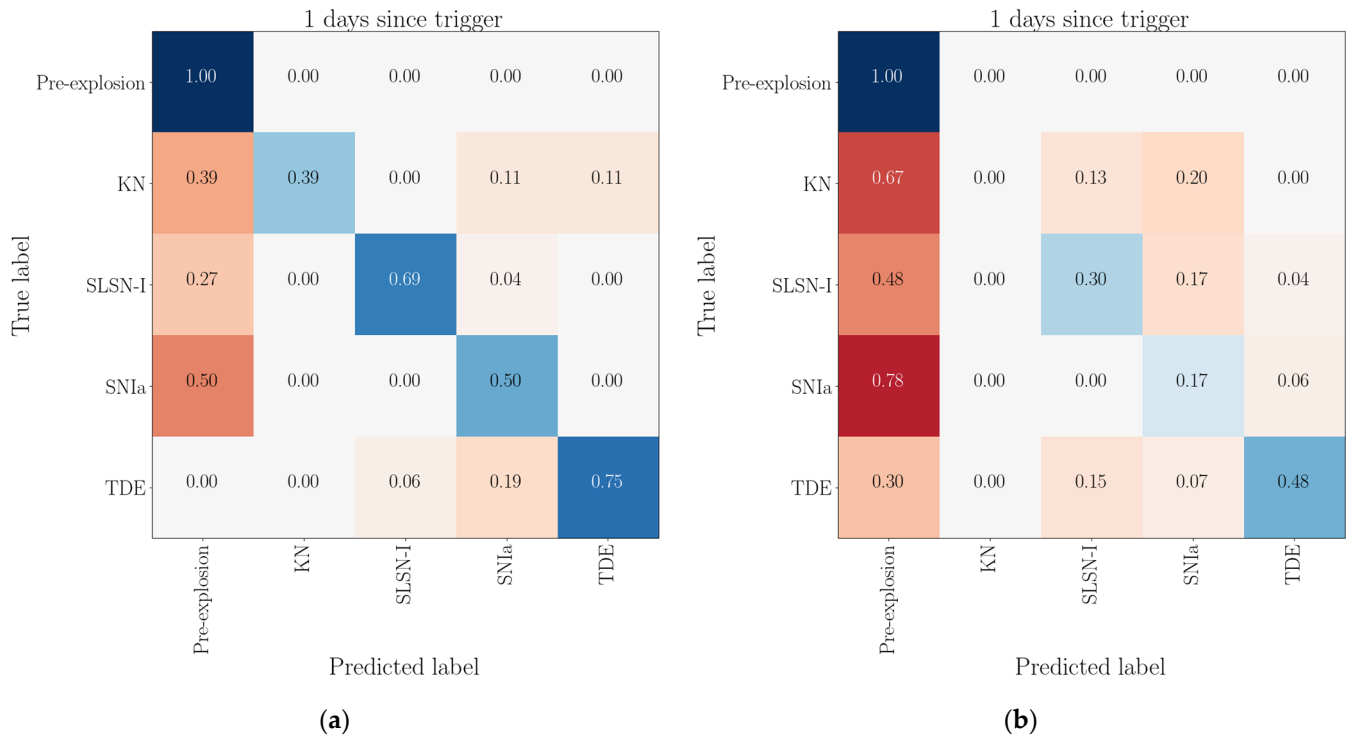 1 days since trigger
True label
Pre-explosion 1.00 0.00 0.00 0.00 0.00
KN 0.39 0.39 0.00 0.11 0.11
SLSN-I 0.27 0.00 0.69 0.04 0.00
SNIa 0.50 0.00 0.00 0.50 0.00
TDE 0.00 0.00 0.06 0.19 0.75
Pre-explosion KN SLSN-I SNIa TDE
Predicted label
(a)
1 days since trigger
True label
Pre-explosion 1.00 0.00 0.00 0.00 0.00
KN 0.67 0.00 0.13 0.20 0.00
SLSN-I 0.48 0.00 0.30 0.17 0.04
SNIa 0.78 0.00 0.00 0.17 0.06
TDE 0.30 0.00 0.15 0.07 0.48
Pre-explosion KN SLSN-I SNIa TDE
Predicted label
(b)